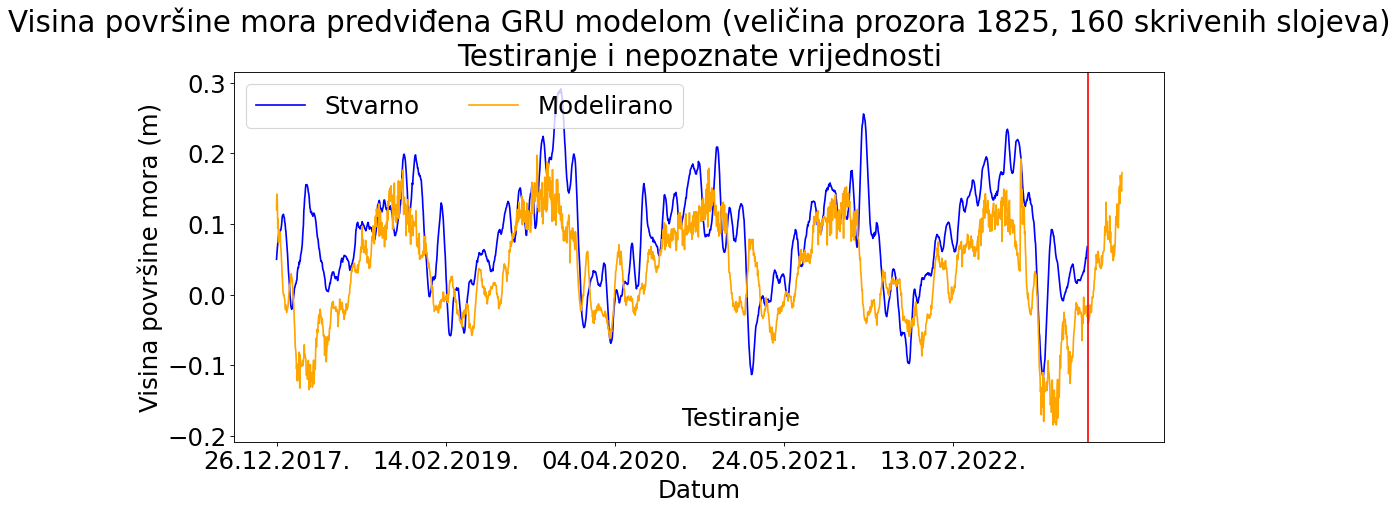 Visina površine mora predviđena GRU modelom (veličina prozora 1825, 160 skrivenih slojeva)
Testiranje i nepoznate vrijednosti
Stvarno
Modelirano
Visina površine mora (m)
0.3
0.2
0.1
0.0
−0.1
−0.2
Testiranje
26.12.2017.
14.02.2019.
04.04.2020.
24.05.2021.
13.07.2022.
Datum